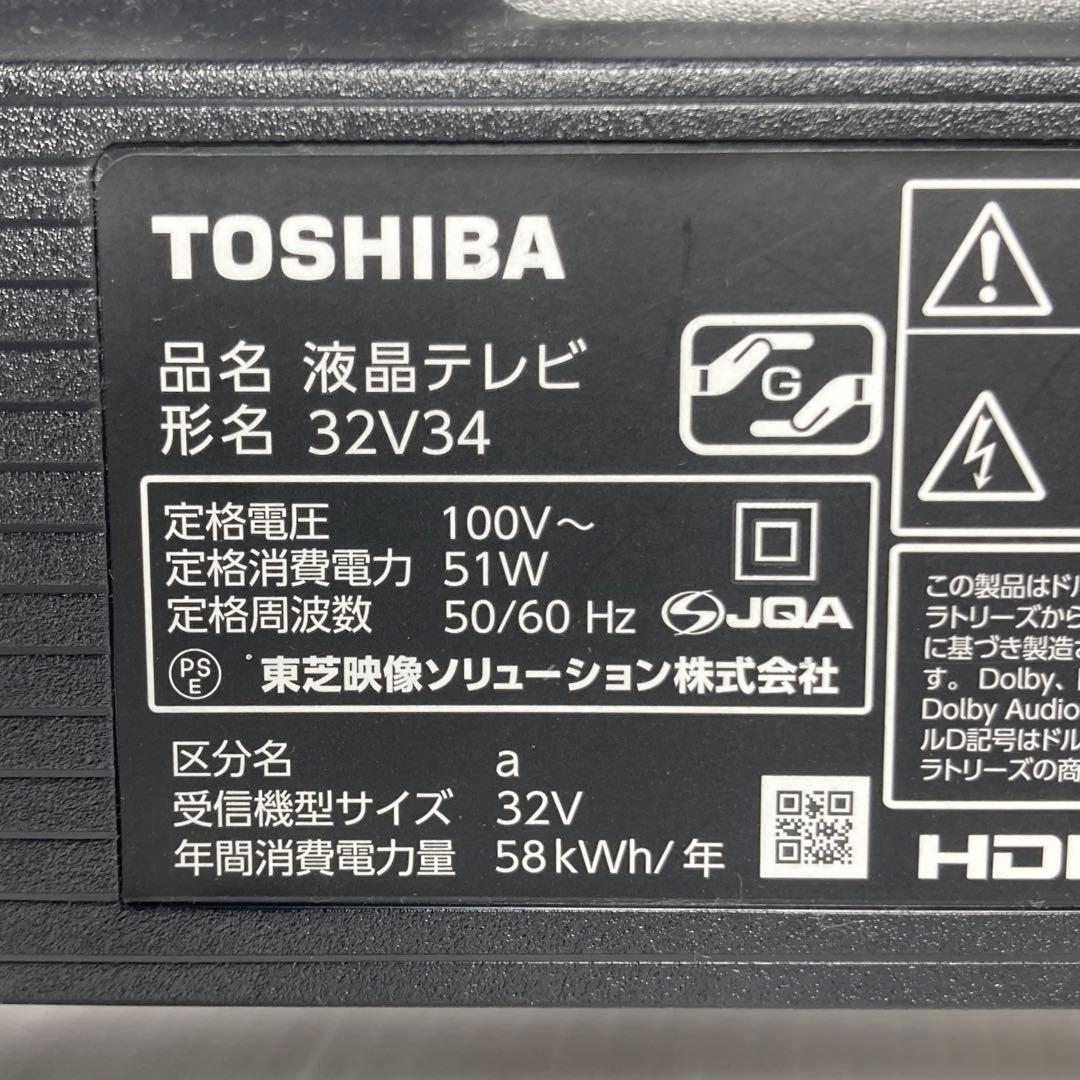 TOSHIBA
品名 液晶テレビ
形名 32V34
G
定格電圧 100V～
定格消費電力 51W
定格周波数 50/60 Hz
JQA
PS
E
東芝映像ソリューション株式会社
区分名 a
受信機型サイズ 32V
年間消費電力量 58kWh/年
この製品はドル
ラトリーズから
に基づき製造さ
す。Dolby、
Dolby Audio
ルD記号はドル
ラトリーズの商
HD